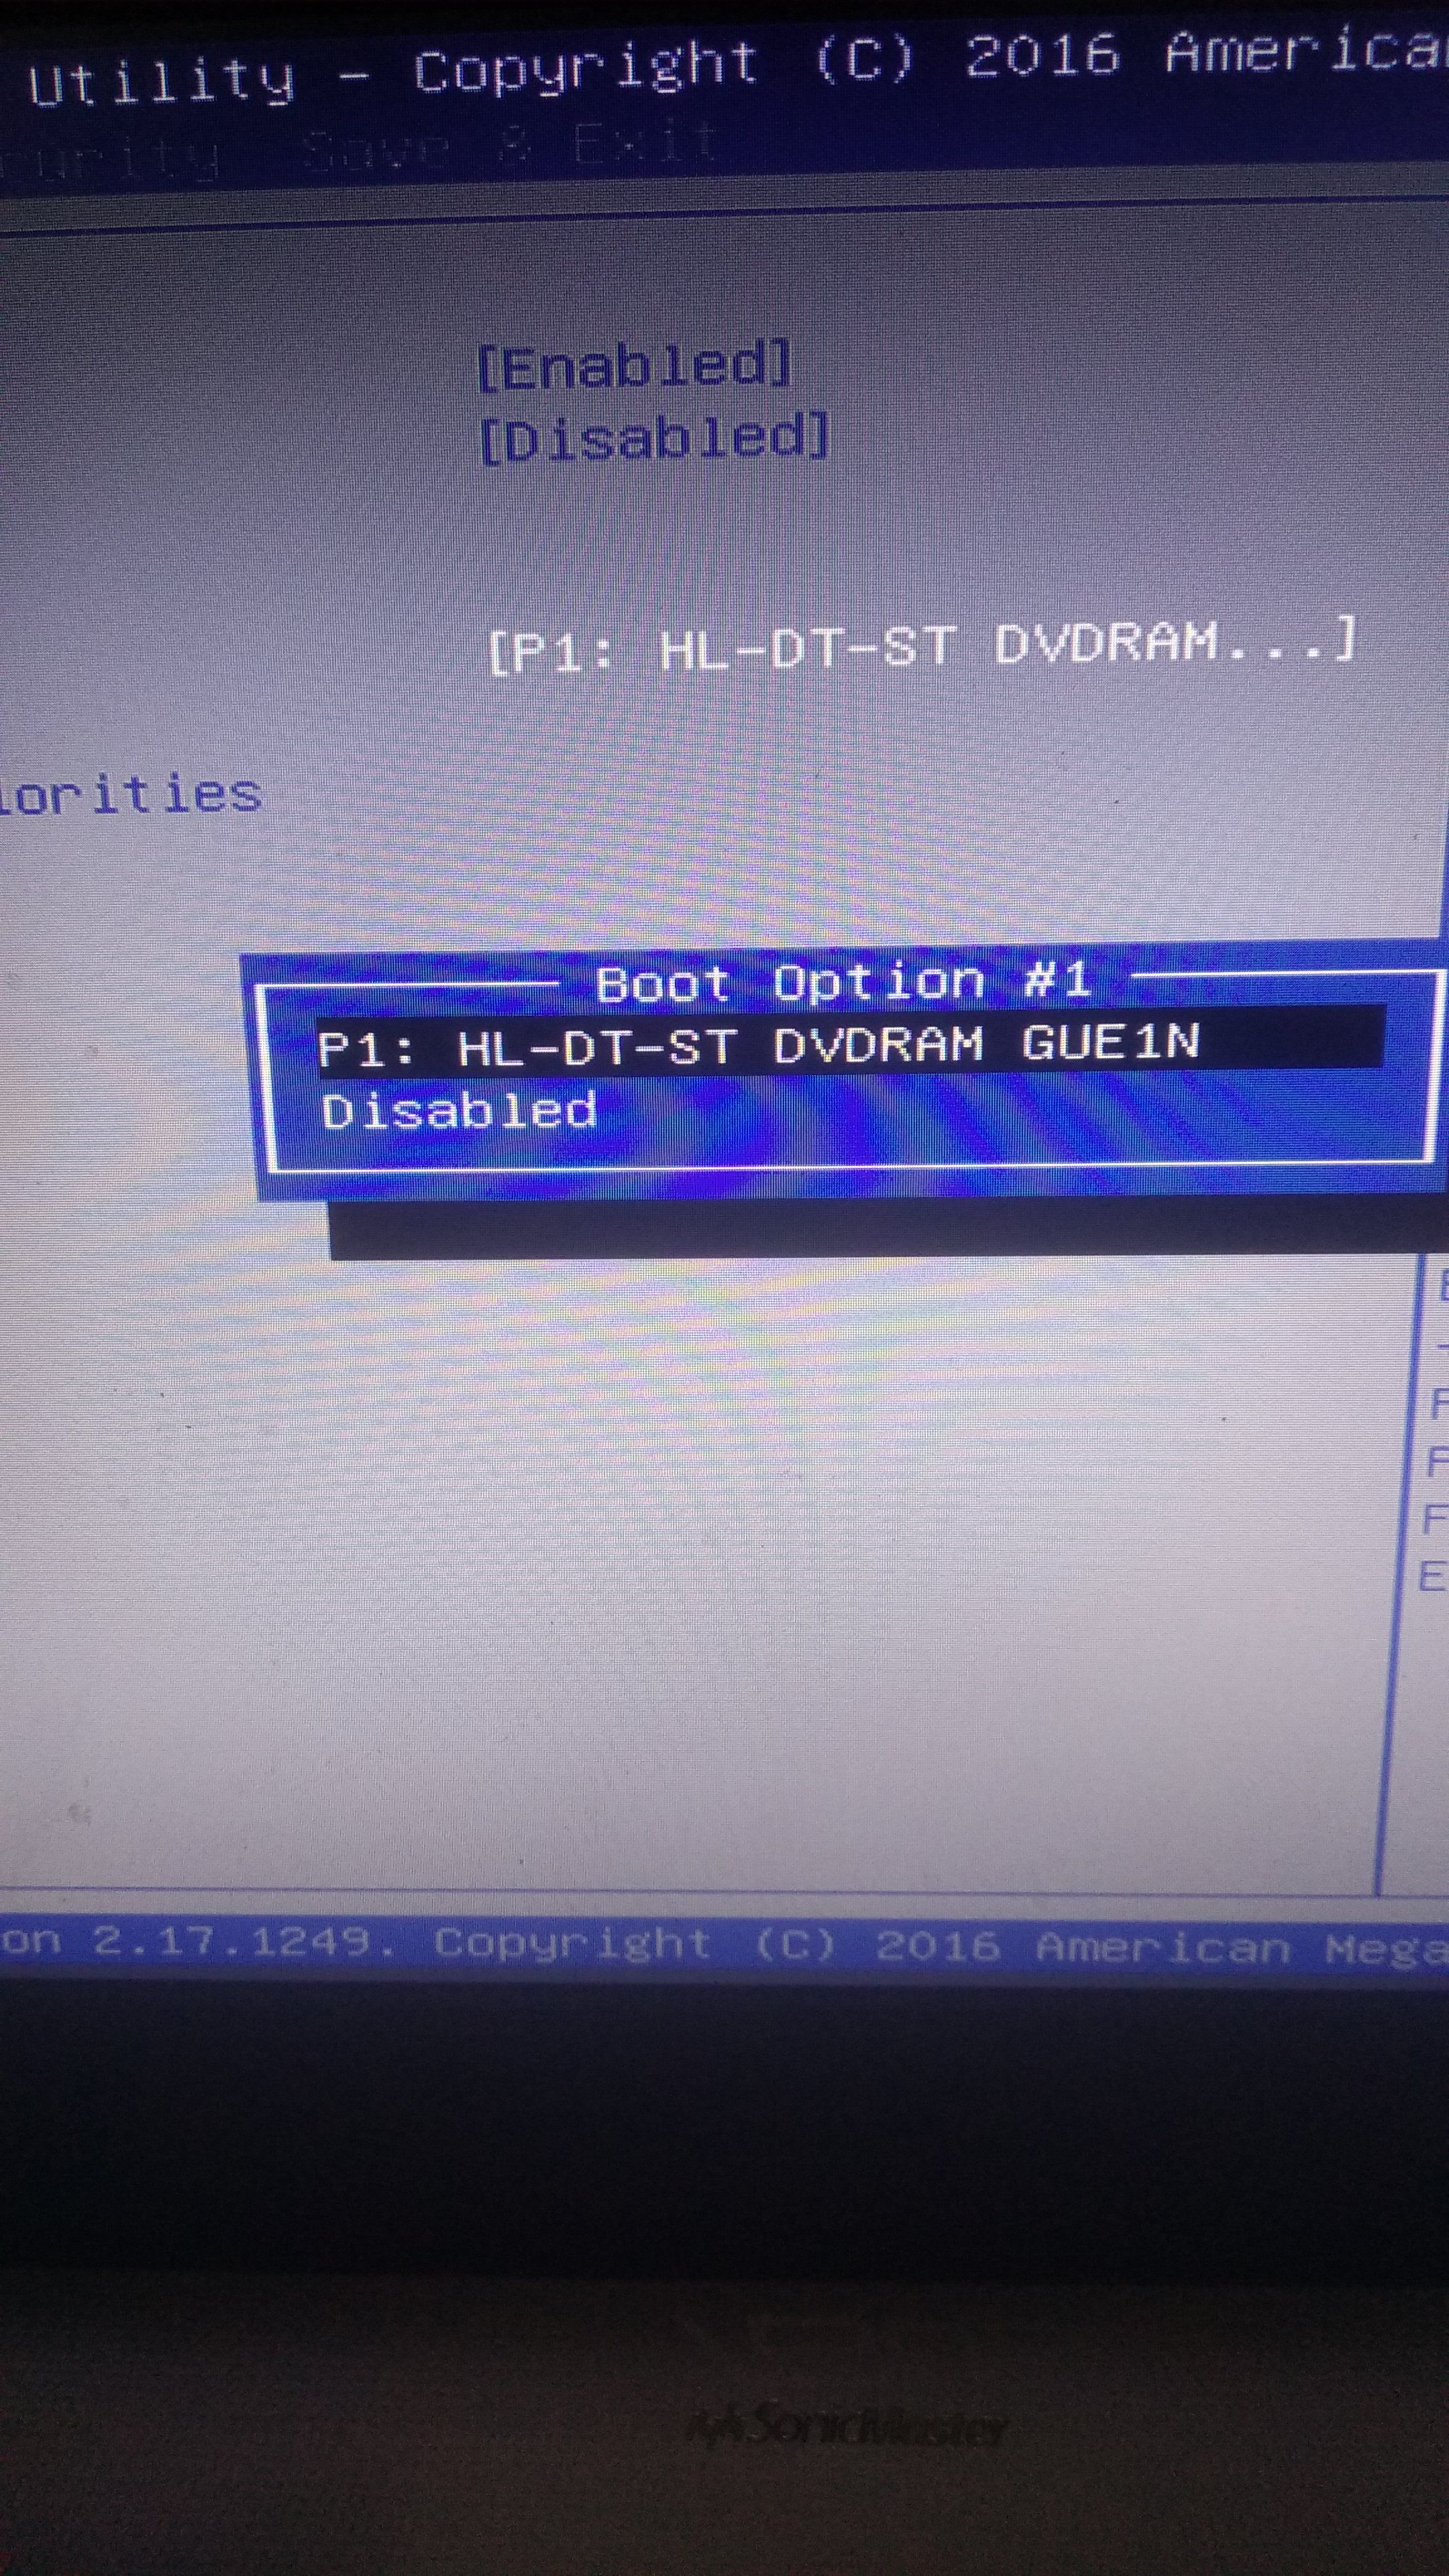 Utility - Copyright (C) 2016 America
curity Save & Exit
[Enabled]
[Disabled]
[P1: HL-DT-ST DVDRAM...]
iorities
Boot Option #1
P1: HL-DT-ST DVDRAM GUE1N
Disabled
F
F
F
E
on 2.17.1249. Copyright (C) 2016 American Mega
SonicMaster